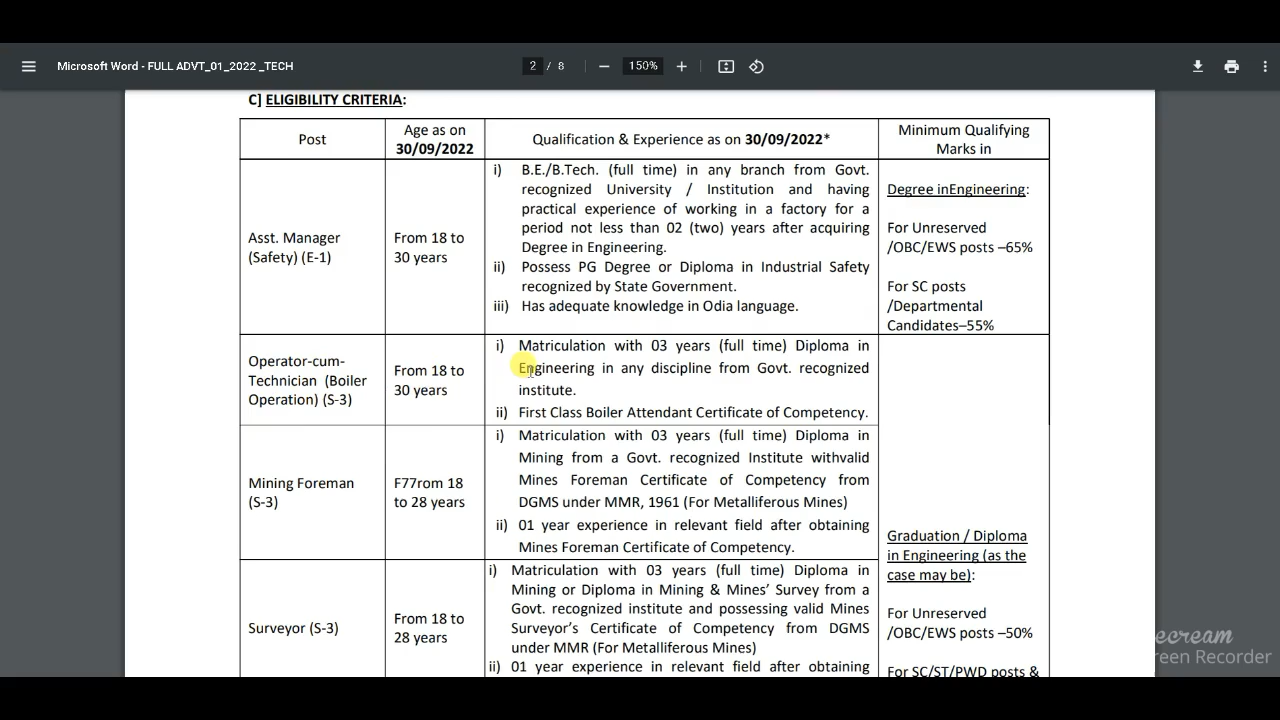 Microsoft Word - FULL ADVT_01_2022 _TECH
2 / 8
150%
C] ELIGIBILITY CRITERIA:
Post
Age as on
30/09/2022
Qualification & Experience as on 30/09/2022*
Minimum Qualifying
Marks in
Asst. Manager
(Safety) (E-1)
From 18 to
30 years
i) B.E./B.Tech. (full time) in any branch from Govt.
recognized University / Institution and having
practical experience of working in a factory for a
period not less than 02 (two) years after acquiring
Degree in Engineering.
ii) Possess PG Degree or Diploma in Industrial Safety
recognized by State Government.
iii) Has adequate knowledge in Odia language.
Degree inEngineering:
For Unreserved
/OBC/EWS posts –65%
For SC posts
/Departmental
Candidates–55%
Operator-cum-
Technician (Boiler
Operation) (S-3)
From 18 to
30 years
i) Matriculation with 03 years (full time) Diploma in
Engineering in any discipline from Govt. recognized
institute.
ii) First Class Boiler Attendant Certificate of Competency.
Mining Foreman
(S-3)
F77rom 18
to 28 years
i) Matriculation with 03 years (full time) Diploma in
Mining from a Govt. recognized Institute withvalid
Mines Foreman Certificate of Competency from
DGMS under MMR, 1961 (For Metalliferous Mines)
ii) 01 year experience in relevant field after obtaining
Mines Foreman Certificate of Competency.
Surveyor (S-3)
From 18 to
28 years
i) Matriculation with 03 years (full time) Diploma in
Mining or Diploma in Mining & Mines' Survey from a
Govt. recognized institute and possessing valid Mines
Surveyor's Certificate of Competency from DGMS
under MMR (For Metalliferous Mines)
ii) 01 year experience in relevant field after obtaining
Graduation / Diploma
in Engineering (as the
case may be):
For Unreserved
/OBC/EWS posts –50%
For SC/ST/PWD posts &
ecream
reen Recorder